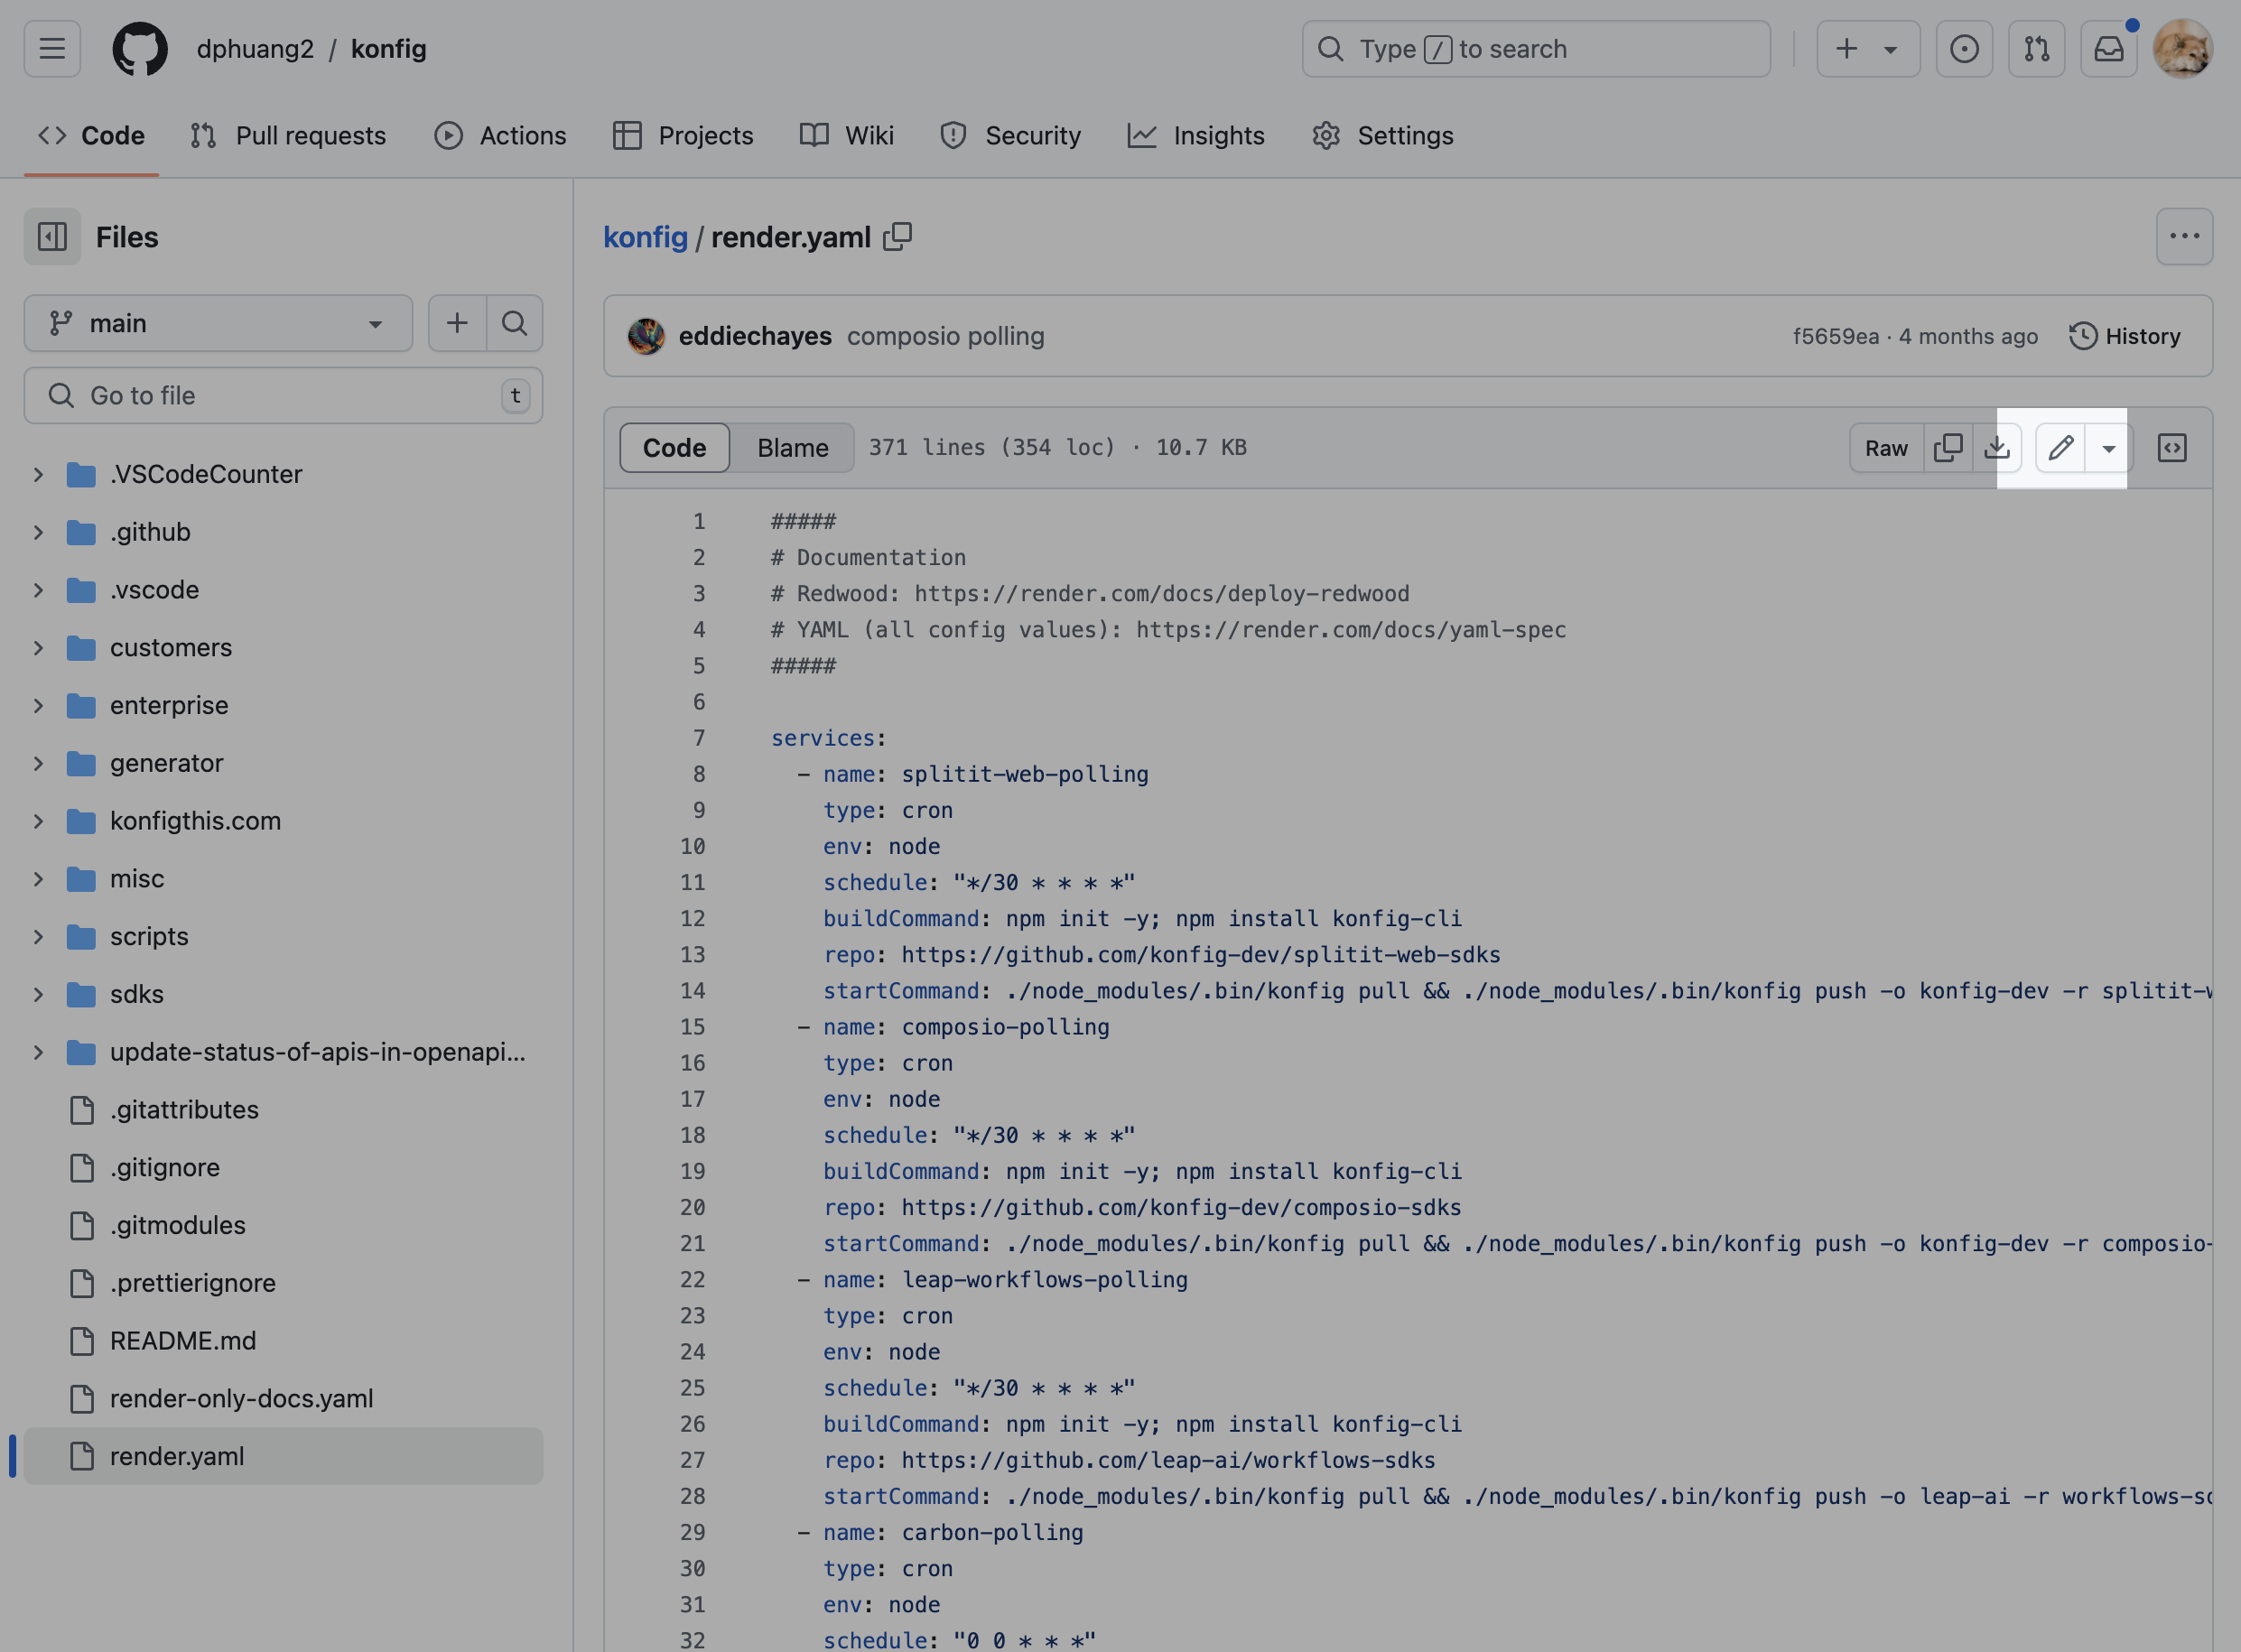 dphuang2 / konfig
Type / to search
Code
Pull requests
Actions
Projects
Wiki
Security
Insights
Settings
Files
main
Go to file
t
.VSCodeCounter
.github
.vscode
customers
enterprise
generator
konfigthis.com
misc
scripts
sdks
update-status-of-apis-in-openapi...
.gitattributes
.gitignore
.gitmodules
.prettierignore
README.md
render-only-docs.yaml
render.yaml
konfig / render.yaml
eddiechayes composio polling
f5659ea · 4 months ago
History
Code
Blame
371 lines (354 loc) · 10.7 KB
Raw
1 #####
2 # Documentation
3 # Redwood: https://render.com/docs/deploy-redwood
4 # YAML (all config values): https://render.com/docs/yaml-spec
5 #####
6
7 services:
8 - name: splitit-web-polling
9 type: cron
10 env: node
11 schedule: "*/30 * * * *"
12 buildCommand: npm init -y; npm install konfig-cli
13 repo: https://github.com/konfig-dev/splitit-web-sdks
14 startCommand: ./node_modules/.bin/konfig pull && ./node_modules/.bin/konfig push -o konfig-dev -r splitit-w
15 - name: composio-polling
16 type: cron
17 env: node
18 schedule: "*/30 * * * *"
19 buildCommand: npm init -y; npm install konfig-cli
20 repo: https://github.com/konfig-dev/composio-sdks
21 startCommand: ./node_modules/.bin/konfig pull && ./node_modules/.bin/konfig push -o konfig-dev -r composio-
22 - name: leap-workflows-polling
23 type: cron
24 env: node
25 schedule: "*/30 * * * *"
26 buildCommand: npm init -y; npm install konfig-cli
27 repo: https://github.com/leap-ai/workflows-sdks
28 startCommand: ./node_modules/.bin/konfig pull && ./node_modules/.bin/konfig push -o leap-ai -r workflows-sd
29 - name: carbon-polling
30 type: cron
31 env: node
32 schedule: "0 0 * * *"